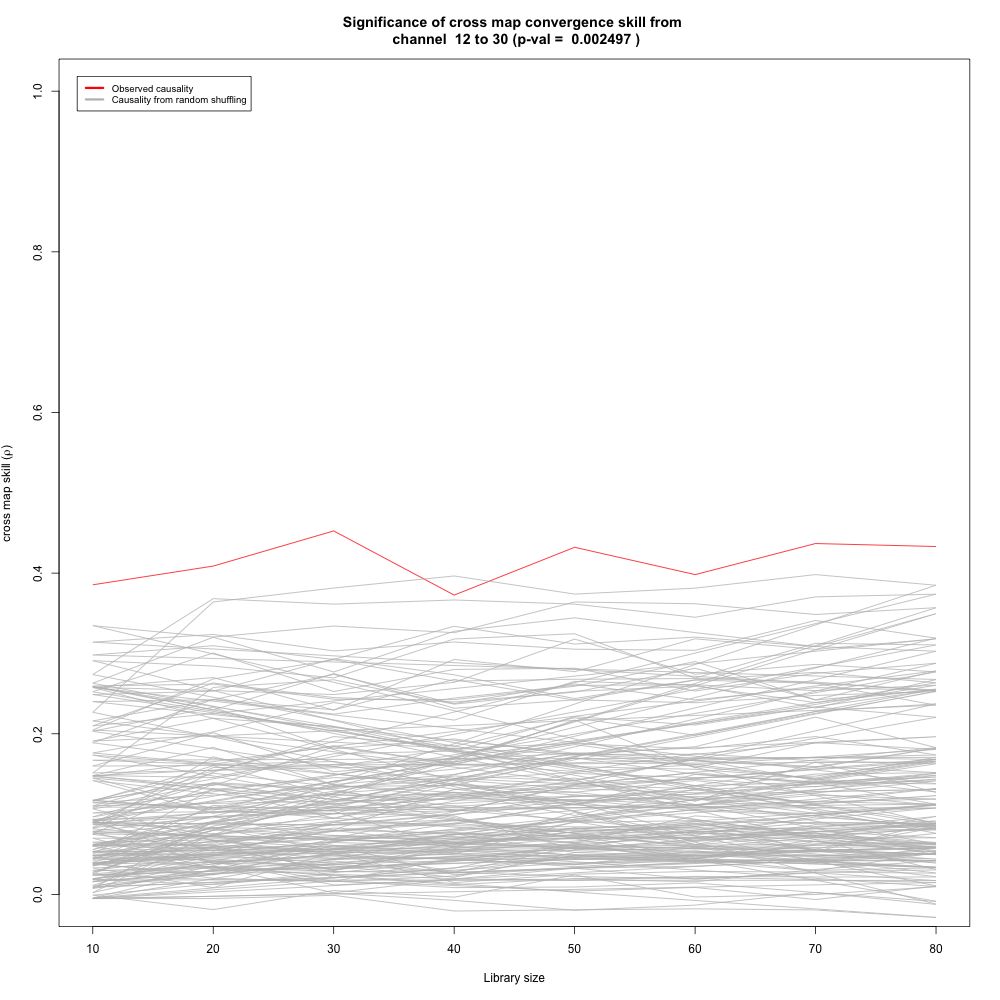 Significance of cross map convergence skill from
channel  12 to 30 (p-val =  0.002497 )
Observed causality
Causality from random shuffling
1.0
0.8
0.6
0.4
0.2
0.0
cross map skill (ρ)
10 20 30 40 50 60 70 80
Library size